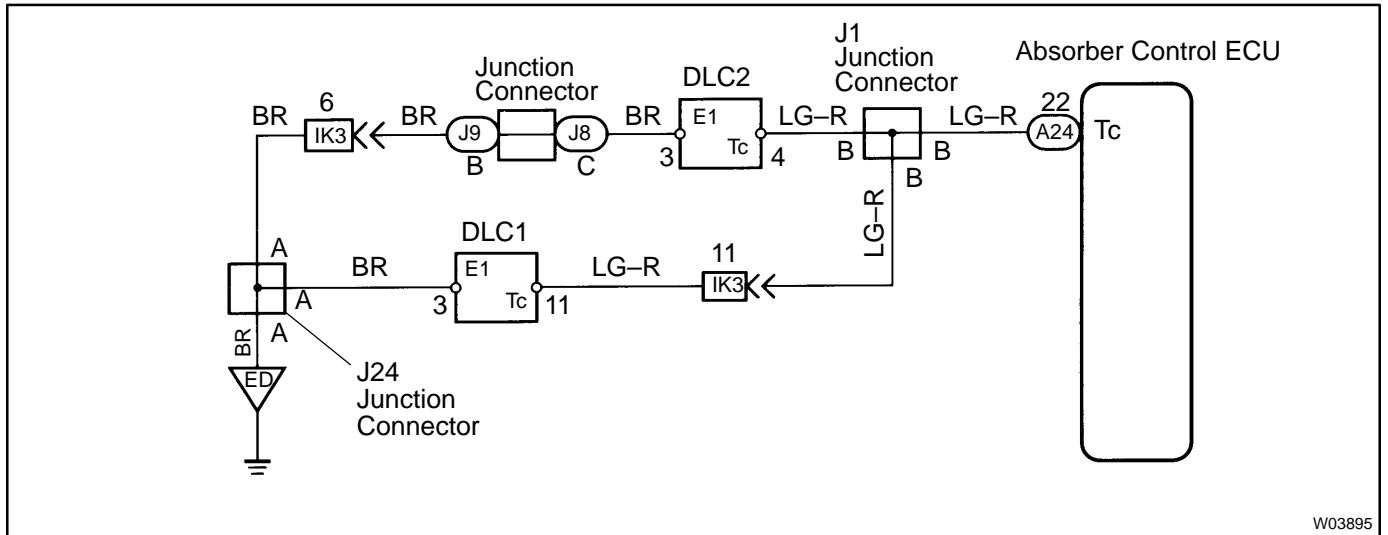 J1
Junction
Connector
Absorber Control ECU
Junction
Connector
DLC2
BR
6
IK3
BR
J9
B
J8
C
BR
E1
Tc
3
4
LG–R
B
B
B
LG–R
22
A24
Tc
LG–R
DLC1
A
A
A
BR
E1
Tc
3
11
LG–R
11
IK3
BR
ED
J24
Junction
Connector
W03895